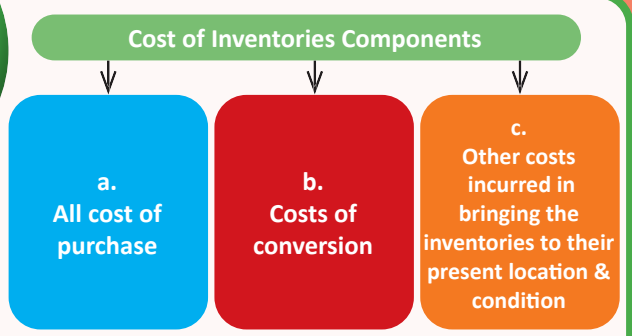 Cost of Inventories Components
a.
All cost of
purchase
b.
Costs of
conversion
c.
Other costs
incurred in
bringing the
inventories to their
present location &
condition